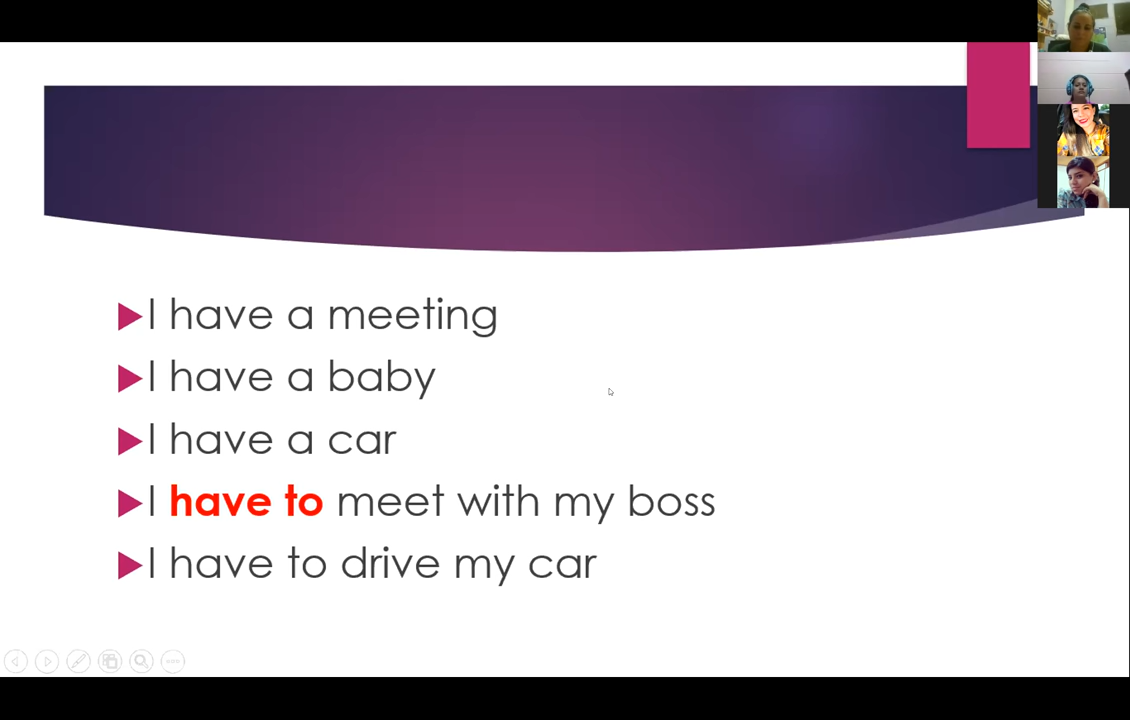 I have a meeting
I have a baby
I have a car
I have to meet with my boss
I have to drive my car